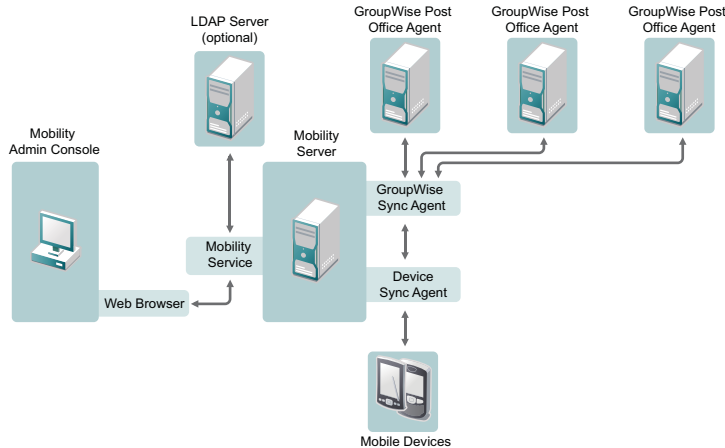 GroupWise Post
Office Agent
GroupWise Post
Office Agent
GroupWise Post
Office Agent
LDAP Server
(optional)
Mobility
Admin Console
Mobility
Server
GroupWise
Sync Agent
Mobility
Service
Device
Sync Agent
Web Browser
Mobile Devices